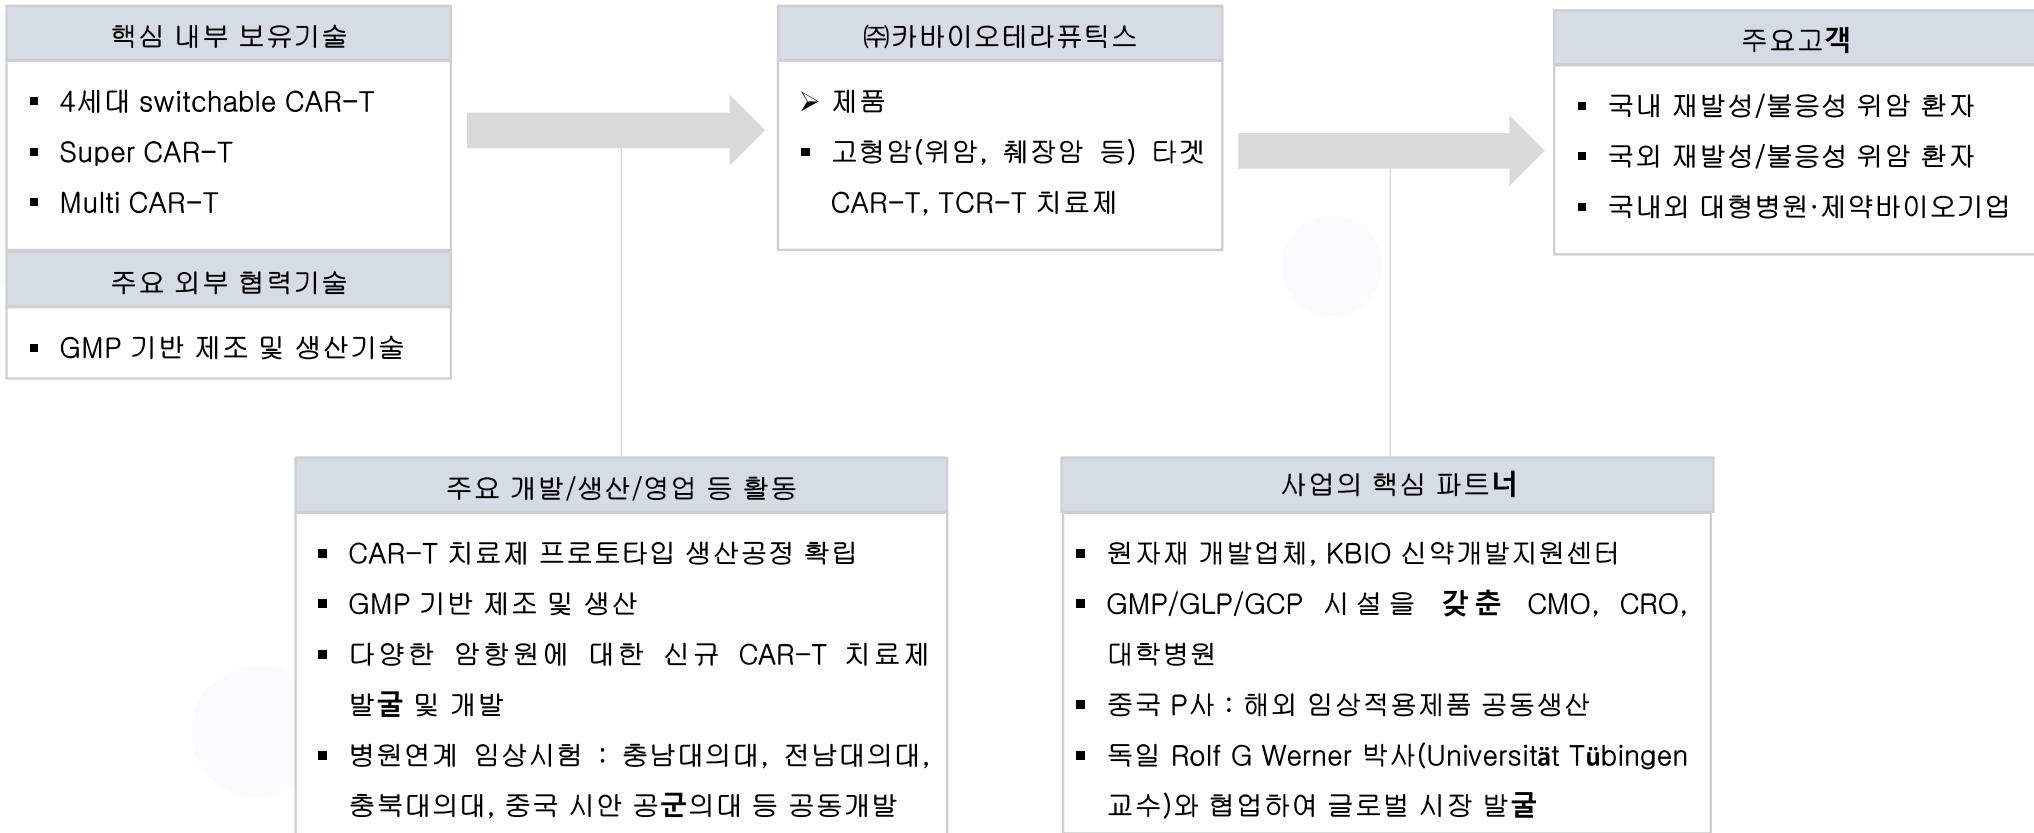 핵심 내부 보유기술
▪ 4세대 switchable CAR-T
▪ Super CAR-T
▪ Multi CAR-T
주요 외부 협력기술
▪ GMP 기반 제조 및 생산기술
㈜카바이오테라퓨틱스
➢ 제품
▪ 고형암(위암, 췌장암 등) 타겟
CAR-T, TCR-T 치료제
주요고객
▪ 국내 재발성/불응성 위암 환자
▪ 국외 재발성/불응성 위암 환자
▪ 국내외 대형병원·제약바이오기업
주요 개발/생산/영업 등 활동
▪ CAR-T 치료제 프로토타입 생산공정 확립
▪ GMP 기반 제조 및 생산
▪ 다양한 암항원에 대한 신규 CAR-T 치료제
발굴 및 개발
▪ 병원연계 임상시험 : 충남대의대, 전남대의대,
충북대의대, 중국 시안 공군의대 등 공동개발
사업의 핵심 파트너
▪ 원자재 개발업체, KBIO 신약개발지원센터
▪ GMP/GLP/GCP 시설을 갖춘 CMO, CRO,
대학병원
▪ 중국 P사 : 해외 임상적용제품 공동생산
▪ 독일 Rolf G Werner 박사(Universität Tübingen
교수)와 협업하여 글로벌 시장 발굴